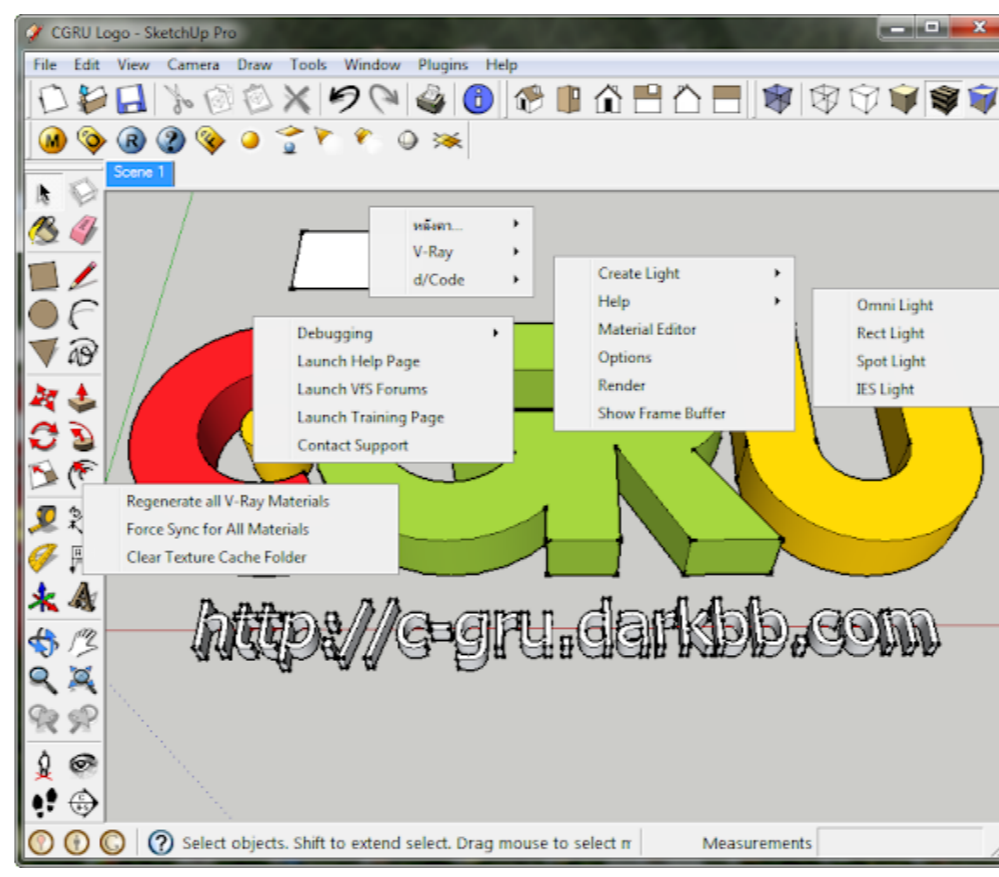 CGRU Logo - SketchUp Pro
File Edit View Camera Draw Tools Window Plugins Help
M R ?
Scene 1
หลังคา...
V-Ray
d/Code
Create Light
Help
Material Editor
Options
Render
Show Frame Buffer
Omni Light
Rect Light
Spot Light
IES Light
Debugging
Launch Help Page
Launch VfS Forums
Launch Training Page
Contact Support
Regenerate all V-Ray Materials
Force Sync for All Materials
Clear Texture Cache Folder
http://c-gru.darkbb.com
Select objects. Shift to extend select. Drag mouse to select m
Measurements